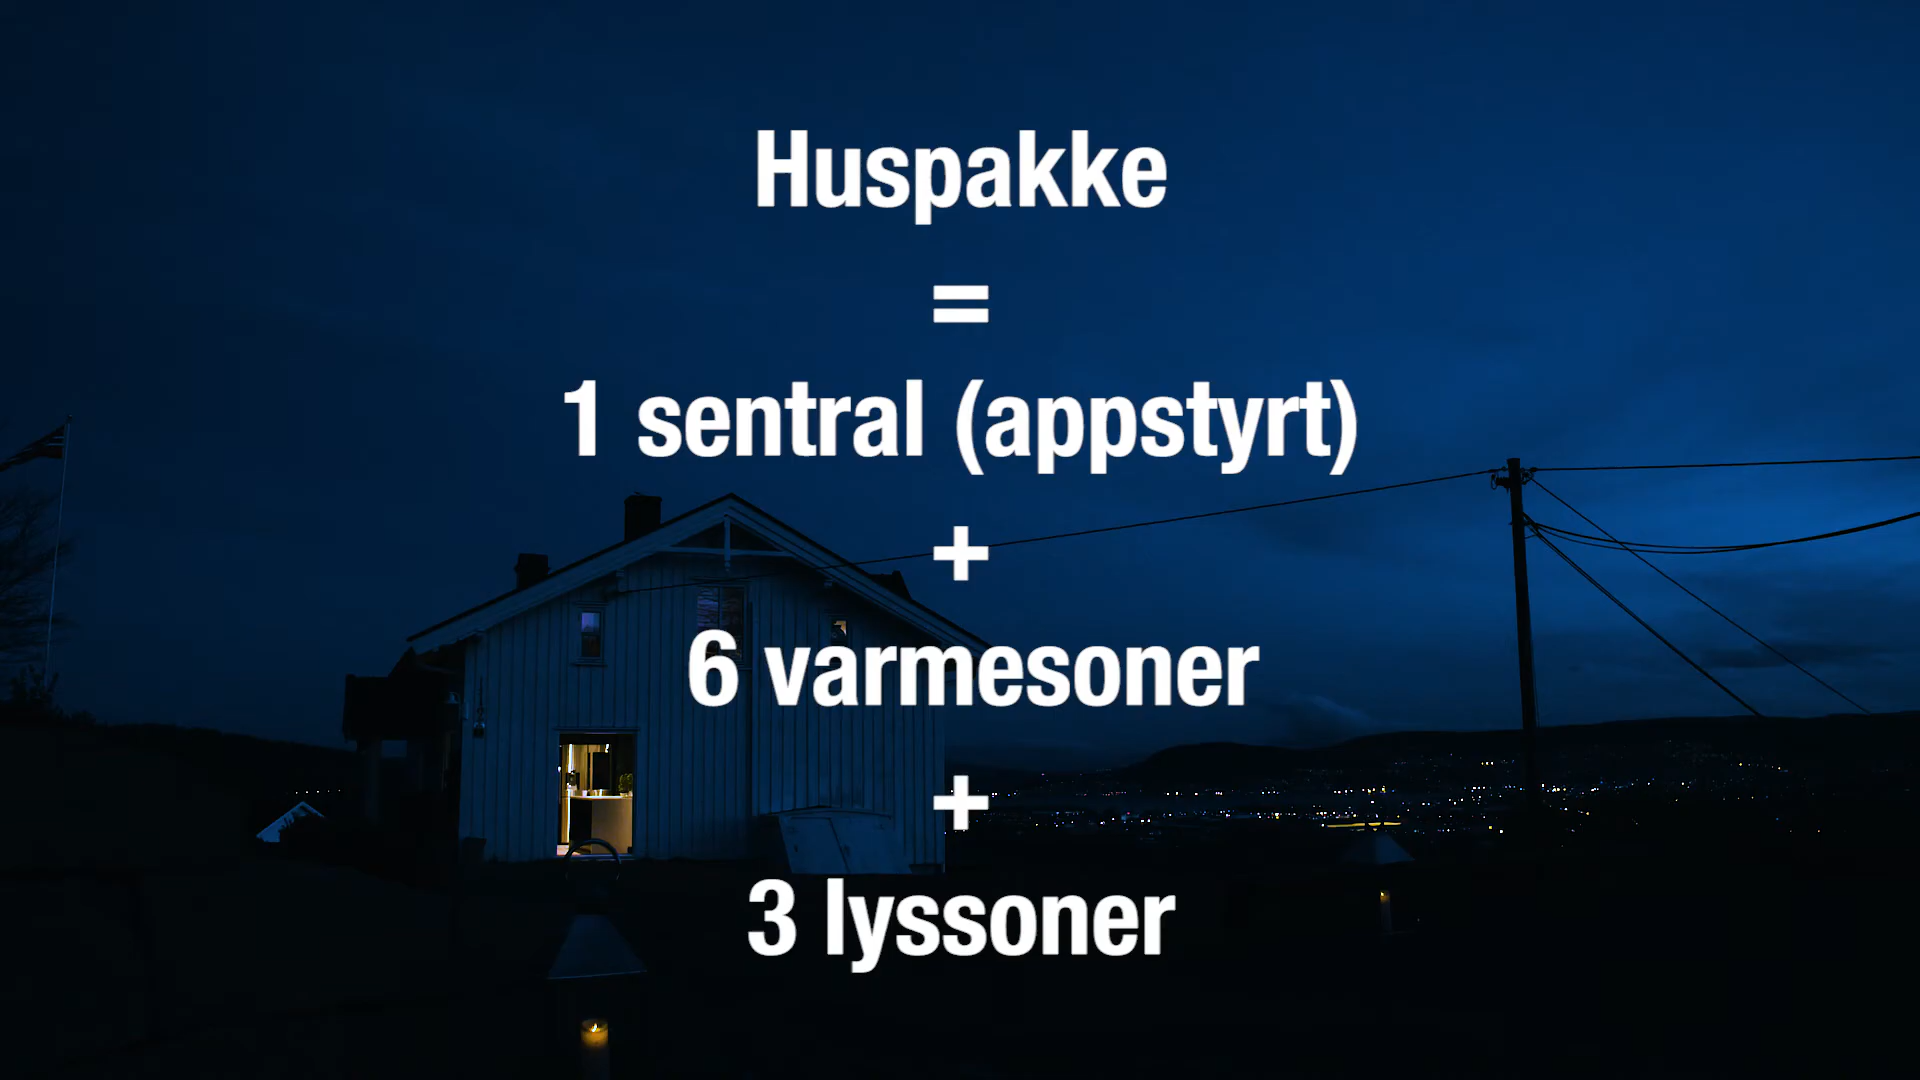 Huspakke
=
1 sentral (appstyrt)
+
6 varmesoner
+
3 lyssoner